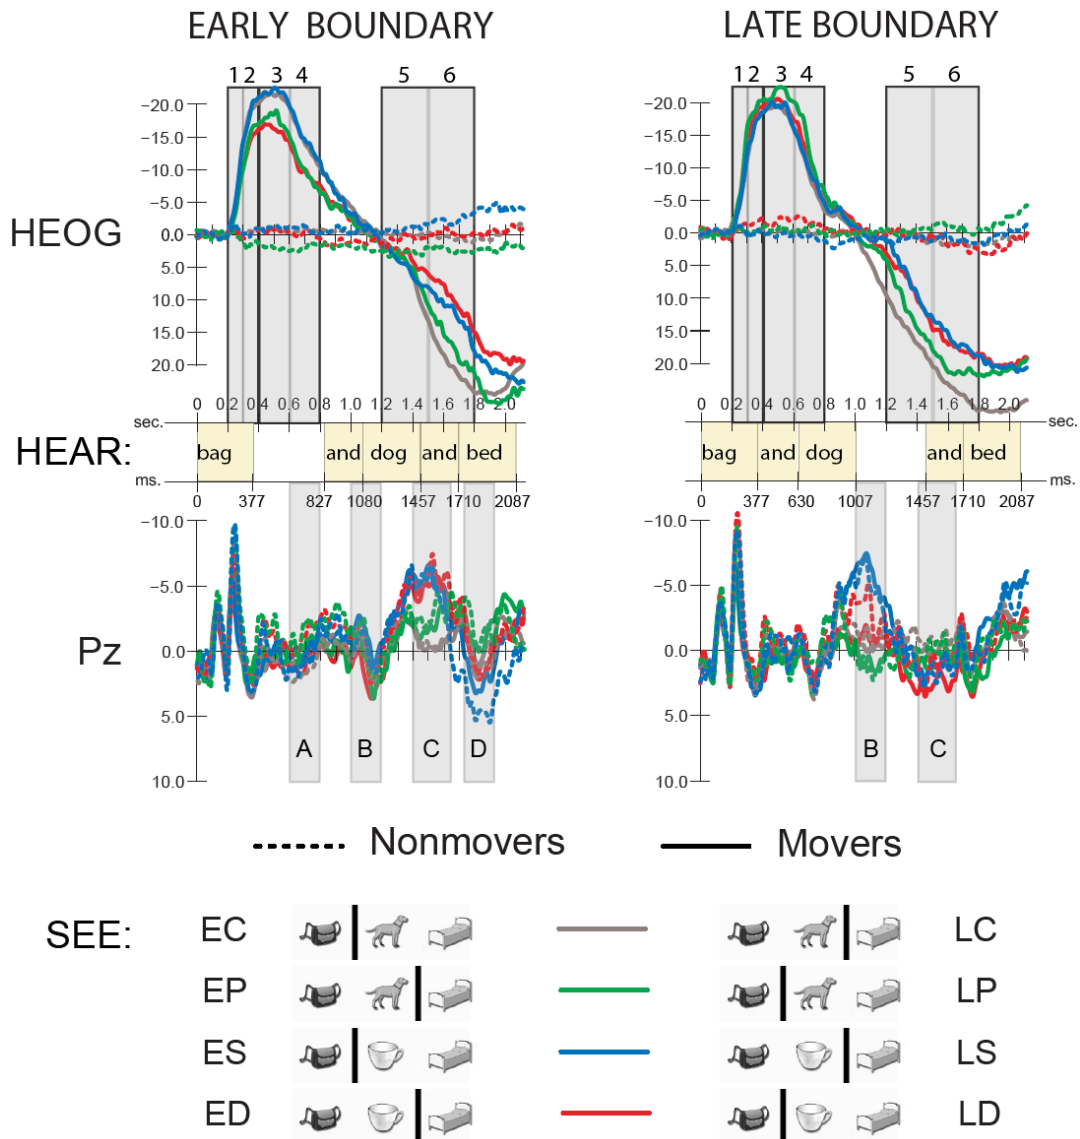 EARLY BOUNDARY
LATE BOUNDARY
1 2 3 4 5 6
1 2 3 4 5 6
HEOG
−20.0
−15.0
−10.0
−5.0
0.0
5.0
10.0
15.0
20.0
−20.0
−15.0
−10.0
−5.0
0.0
5.0
10.0
15.0
20.0
0 0.2 0.4 0.6 0.8 1.0 1.2 1.4 1.6 1.8 2.0
sec.
0 0.2 0.4 0.6 0.8 1.0 1.2 1.4 1.6 1.8 2.0
sec.
sec.
HEAR:
bag and dog and bed
bag and dog and bed
ms.
0 377 827 1080 1457 1710 2087
ms.
0 377 630 1007 1457 1710 2087
ms.
Pz
−10.0
−5.0
0.0
5.0
10.0
A B C D
−10.0
−5.0
0.0
5.0
10.0
B C
Nonmovers
Movers
SEE:
EC
LC
EP
LP
ES
LS
ED
LD